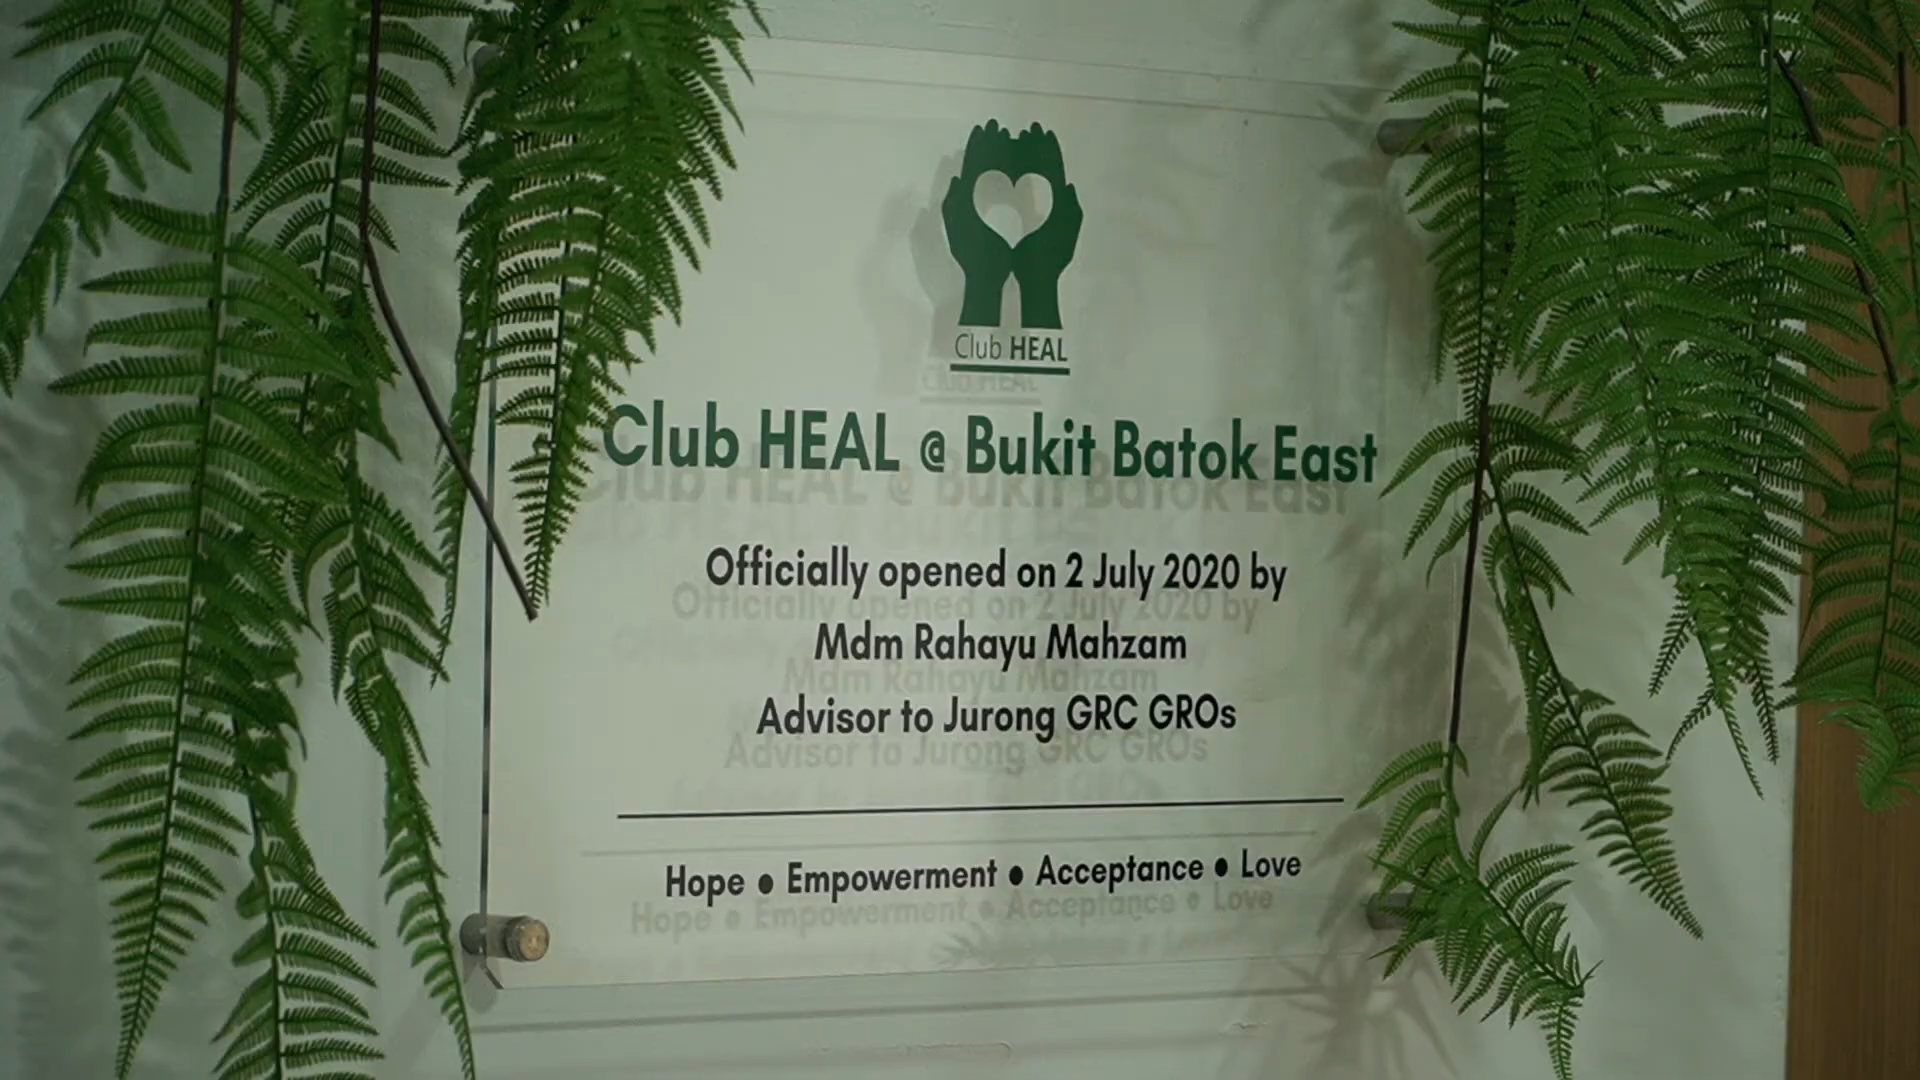 Club HEAL
Club HEAL @ Bukit Batok East
Officially opened on 2 July 2020 by
Mdm Rahayu Mahzam
Advisor to Jurong GRC GROs
Hope • Empowerment • Acceptance • Love